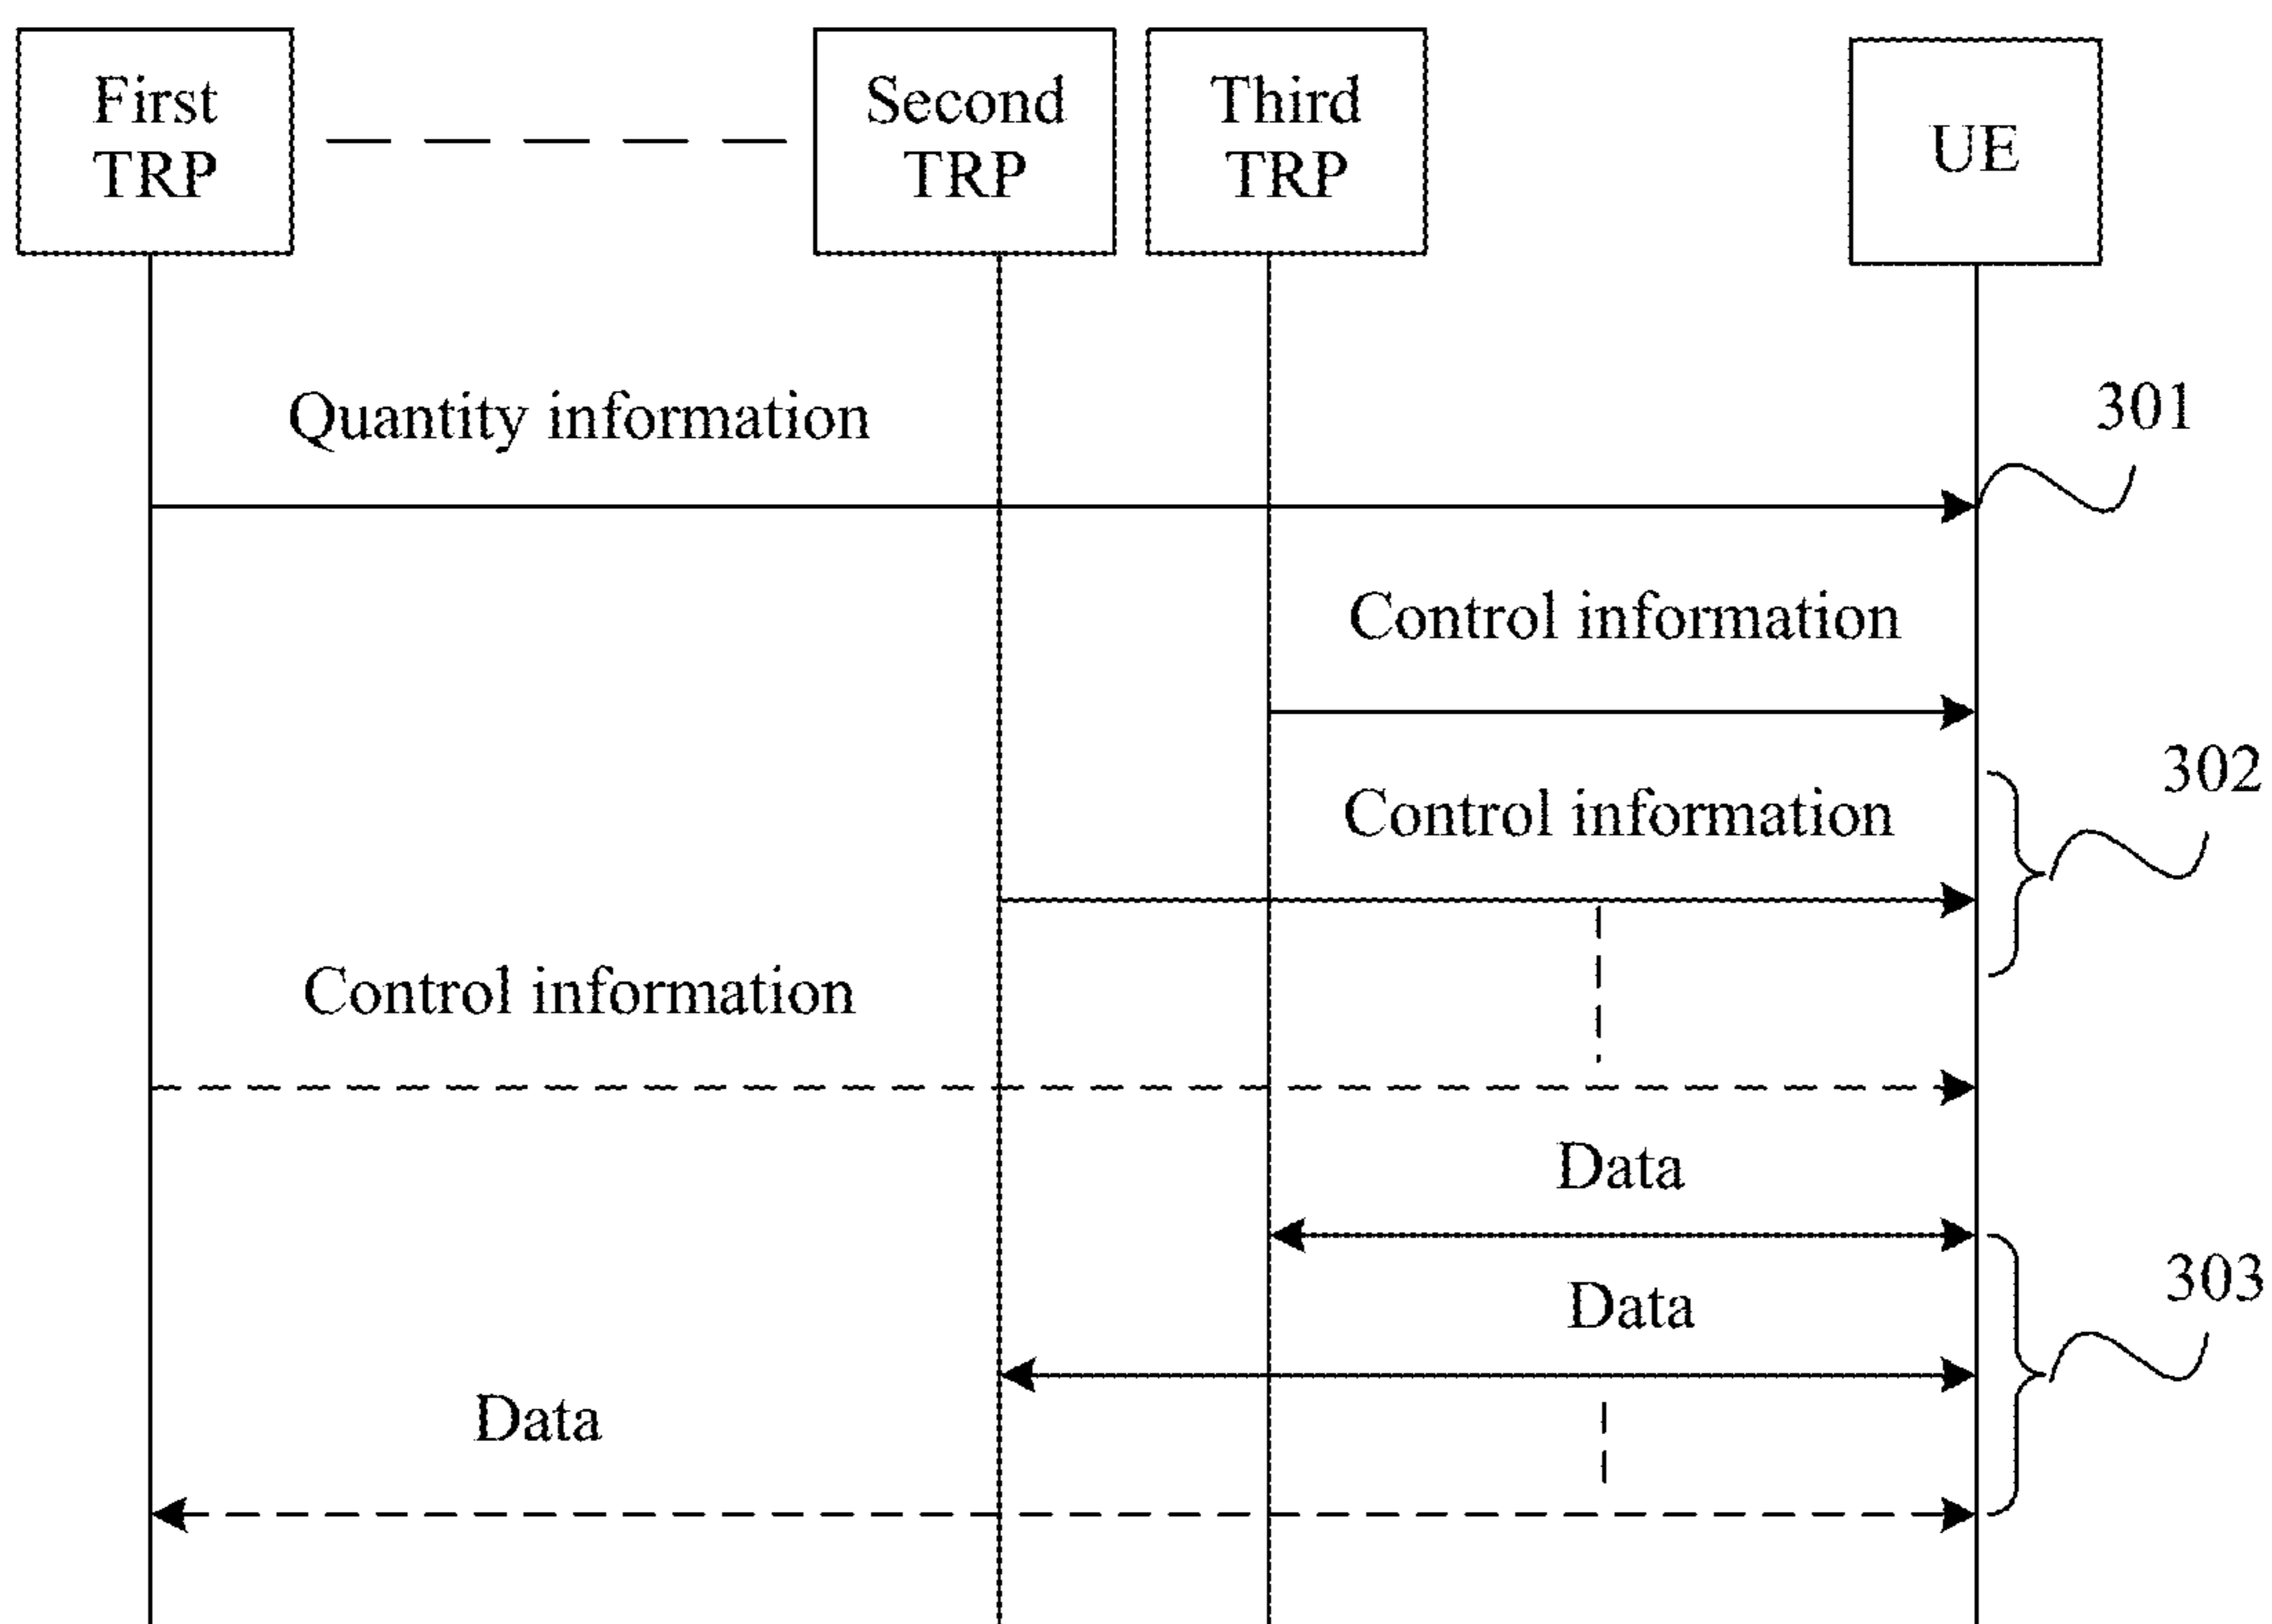 First
TRP
Second
TRP
Third
TRP
UE
Quantity information
301
Control information
302
Control information
Control information
Data
303
Data
Data